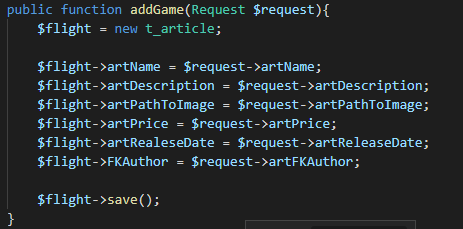 public function addGame(Request $request){
$flight = new t_article;
$flight->artName = $request->artName;
$flight->artDescription = $request->artDescription;
$flight->artPathToImage = $request->artPathToImage;
$flight->artPrice = $request->artPrice;
$flight->artRealeseDate = $request->artReleaseDate;
$flight->FKAuthor = $request->artFKAuthor;
$flight->save();
}